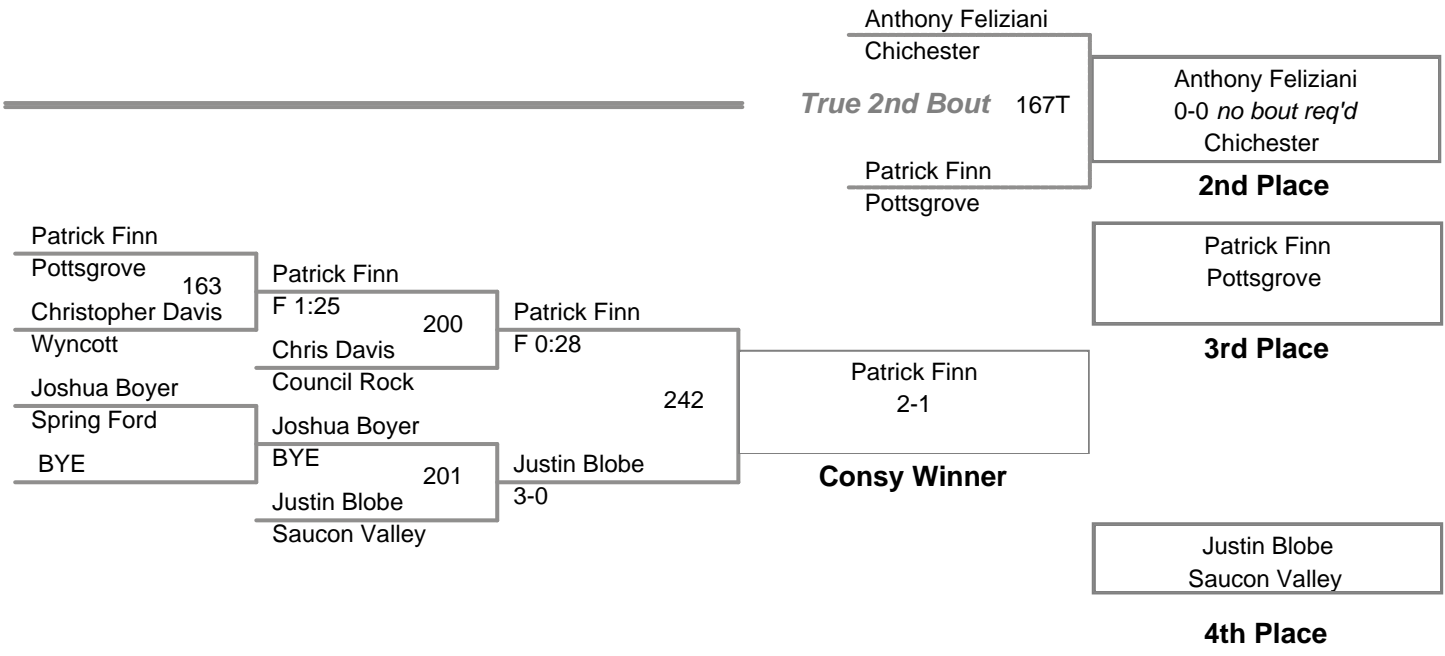 Anthony Feliziani
Chichester
True 2nd Bout 167T
Patrick Finn
Pottsgrove
Anthony Feliziani
0-0 no bout req'd
Chichester
2nd Place
Patrick Finn
Pottsgrove
3rd Place
Patrick Finn
Pottsgrove
163
Christopher Davis
Wyncott
Joshua Boyer
Spring Ford
BYE
Patrick Finn
F 1:25
200
Chris Davis
Council Rock
Joshua Boyer
BYE
201
Justin Blobe
Saucon Valley
Patrick Finn
F 0:28
242
Justin Blobe
3-0
Patrick Finn
2-1
Consy Winner
Justin Blobe
Saucon Valley
4th Place